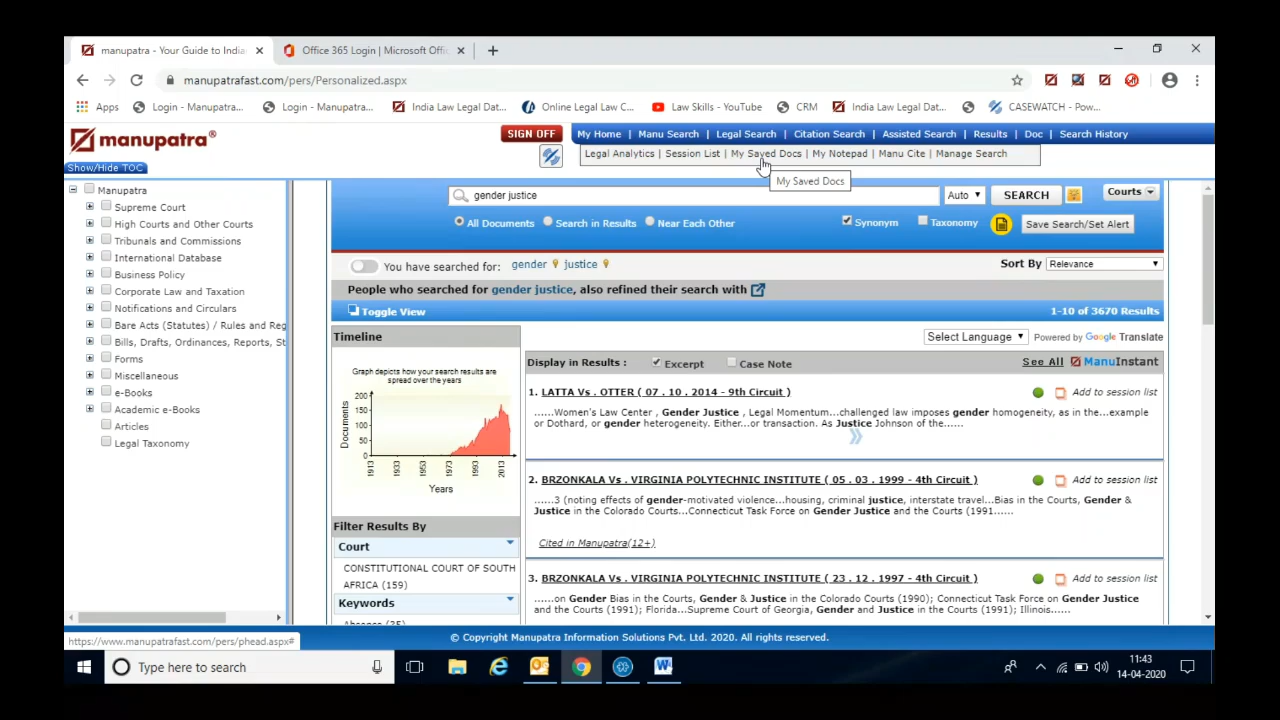 manupatra - Your Guide to India
Office 365 Login | Microsoft Offi
manupatrafast.com/pers/Personalized.aspx
Apps
Login - Manupatra...
Login - Manupatra...
India Law Legal Dat...
Online Legal Law C...
Law Skills - YouTube
CRM
India Law Legal Dat...
CASEWATCH - Pow...
manupatra®
SIGN OFF
My Home | Manu Search | Legal Search | Citation Search | Assisted Search | Results | Doc | Search History
Legal Analytics | Session List | My Saved Docs | My Notepad | Manu Cite | Manage Search
My Saved Docs
Show/Hide TOC
Manupatra
Supreme Court
High Courts and Other Courts
Tribunals and Commissions
International Database
Business Policy
Corporate Law and Taxation
Notifications and Circulars
Bare Acts (Statutes) / Rules and Reg
Bills, Drafts, Ordinances, Reports, St
Forms
Miscellaneous
e-Books
Academic e-Books
Articles
Legal Taxonomy
gender justice
Auto
SEARCH
Courts
All Documents
Search in Results
Near Each Other
Synonym
Taxonomy
Save Search/Set Alert
You have searched for: gender justice
Sort By Relevance
People who searched for gender justice, also refined their search with
Toggle View
1-10 of 3670 Results
Timeline
Graph depicts how your search results are
spread over the years
Documents
200
150
100
50
0
1913 1933 1953 1973 1993 2013
Years
Filter Results By
Court
CONSTITUTIONAL COURT OF SOUTH
AFRICA (159)
Keywords
Absence (35)
Select Language
Powered by Google Translate
Display in Results :
Excerpt
Case Note
See All
ManuInstant
1. LATTA Vs . OTTER ( 07 . 10 . 2014 - 9th Circuit )
Add to session list
......Women's Law Center , Gender Justice , Legal Momentum...challenged law imposes gender homogeneity, as in the...example
or Dothard, or gender heterogeneity. Either...or transaction. As Justice Johnson of the......
2. BRZONKALA Vs . VIRGINIA POLYTECHNIC INSTITUTE ( 05 . 03 . 1999 - 4th Circuit )
Add to session list
......3 (noting effects of gender-motivated violence...housing, criminal justice, interstate travel...Bias in the Courts, Gender &
Justice in the Colorado Courts...Connecticut Task Force on Gender Justice and the Courts (1991......
Cited in Manupatra(12+)
3. BRZONKALA Vs . VIRGINIA POLYTECHNIC INSTITUTE ( 23 . 12 . 1997 - 4th Circuit )
Add to session list
......on Gender Bias in the Courts, Gender & Justice in the Colorado Courts (1990); Connecticut Task Force on Gender Justice
and the Courts (1991); Florida...Supreme Court of Georgia, Gender and Justice in the Courts (1991); Illinois......
https://www.manupatrafast.com/pers/phead.aspx#
© Copyright Manupatra Information Solutions Pvt. Ltd. 2020. All rights reserved.
Type here to search
11:43
14-04-2020